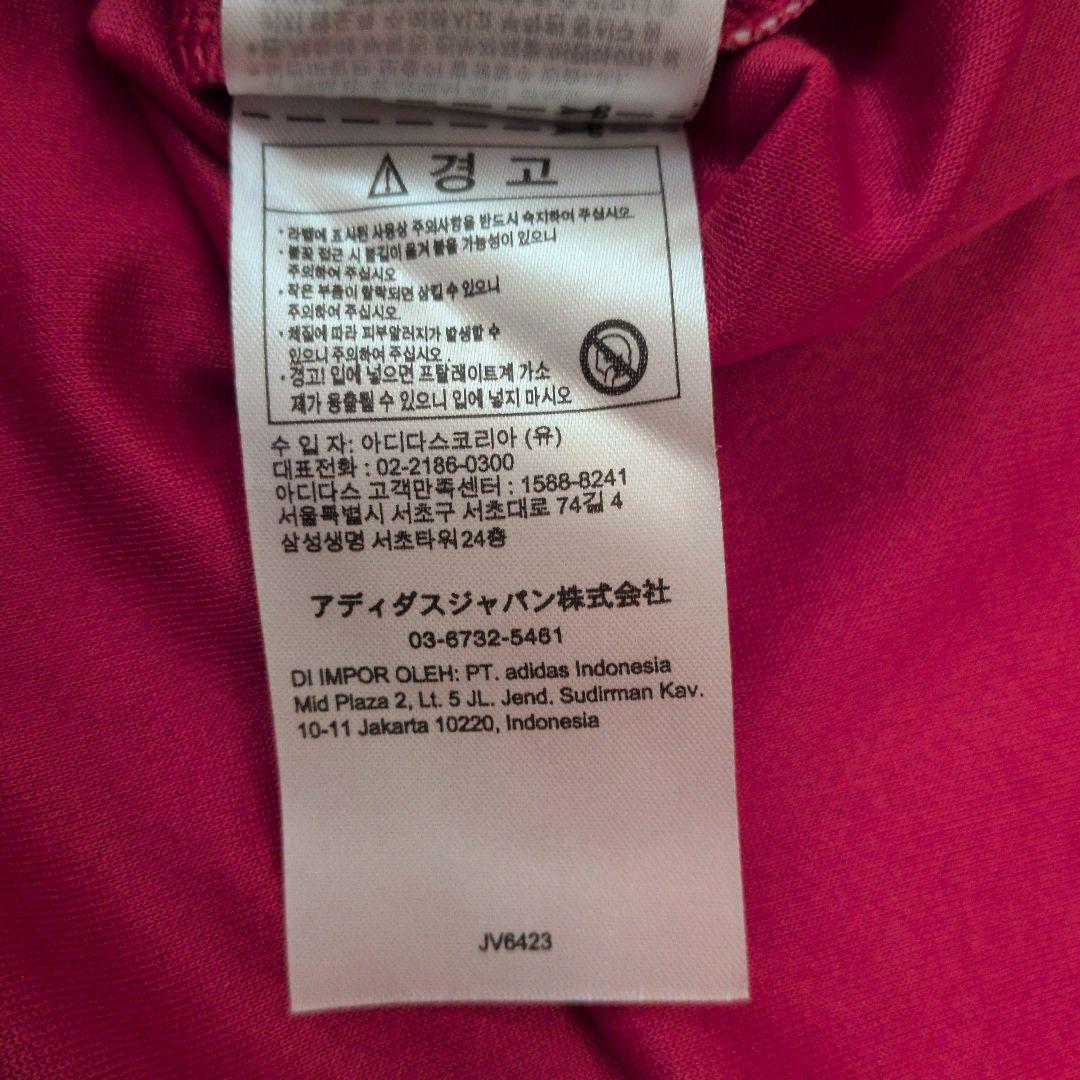 경 고
· 라벨에 표시된 사용상 주의사항을 반드시 숙지하여 주십시오.
· 불꽃 접근 시 불길이 옮겨 붙을 가능성이 있으니
주의하여 주십시오
· 작은 부품이 탈락되면 삼킬 수 있으니
주의하여 주십시오.
· 재질에 따라 피부알러지가 발생할 수
있으니 주의하여 주십시오.
· 경고! 입에 넣으면 프탈레이트계 가소
제가 용출될 수 있으니 입에 넣지 마시오
수 입 자: 아디다스코리아 (유)
대표전화 : 02-2186-0300
아디다스 고객만족센터 : 1588-8241
서울특별시 서초구 서초대로 74길 4
삼성생명 서초타워 24층
アディダスジャパン株式会社
03-6732-5461
DI IMPOR OLEH: PT. adidas Indonesia
Mid Plaza 2, Lt. 5 JL. Jend. Sudirman Kav.
10-11 Jakarta 10220, Indonesia
JV6423